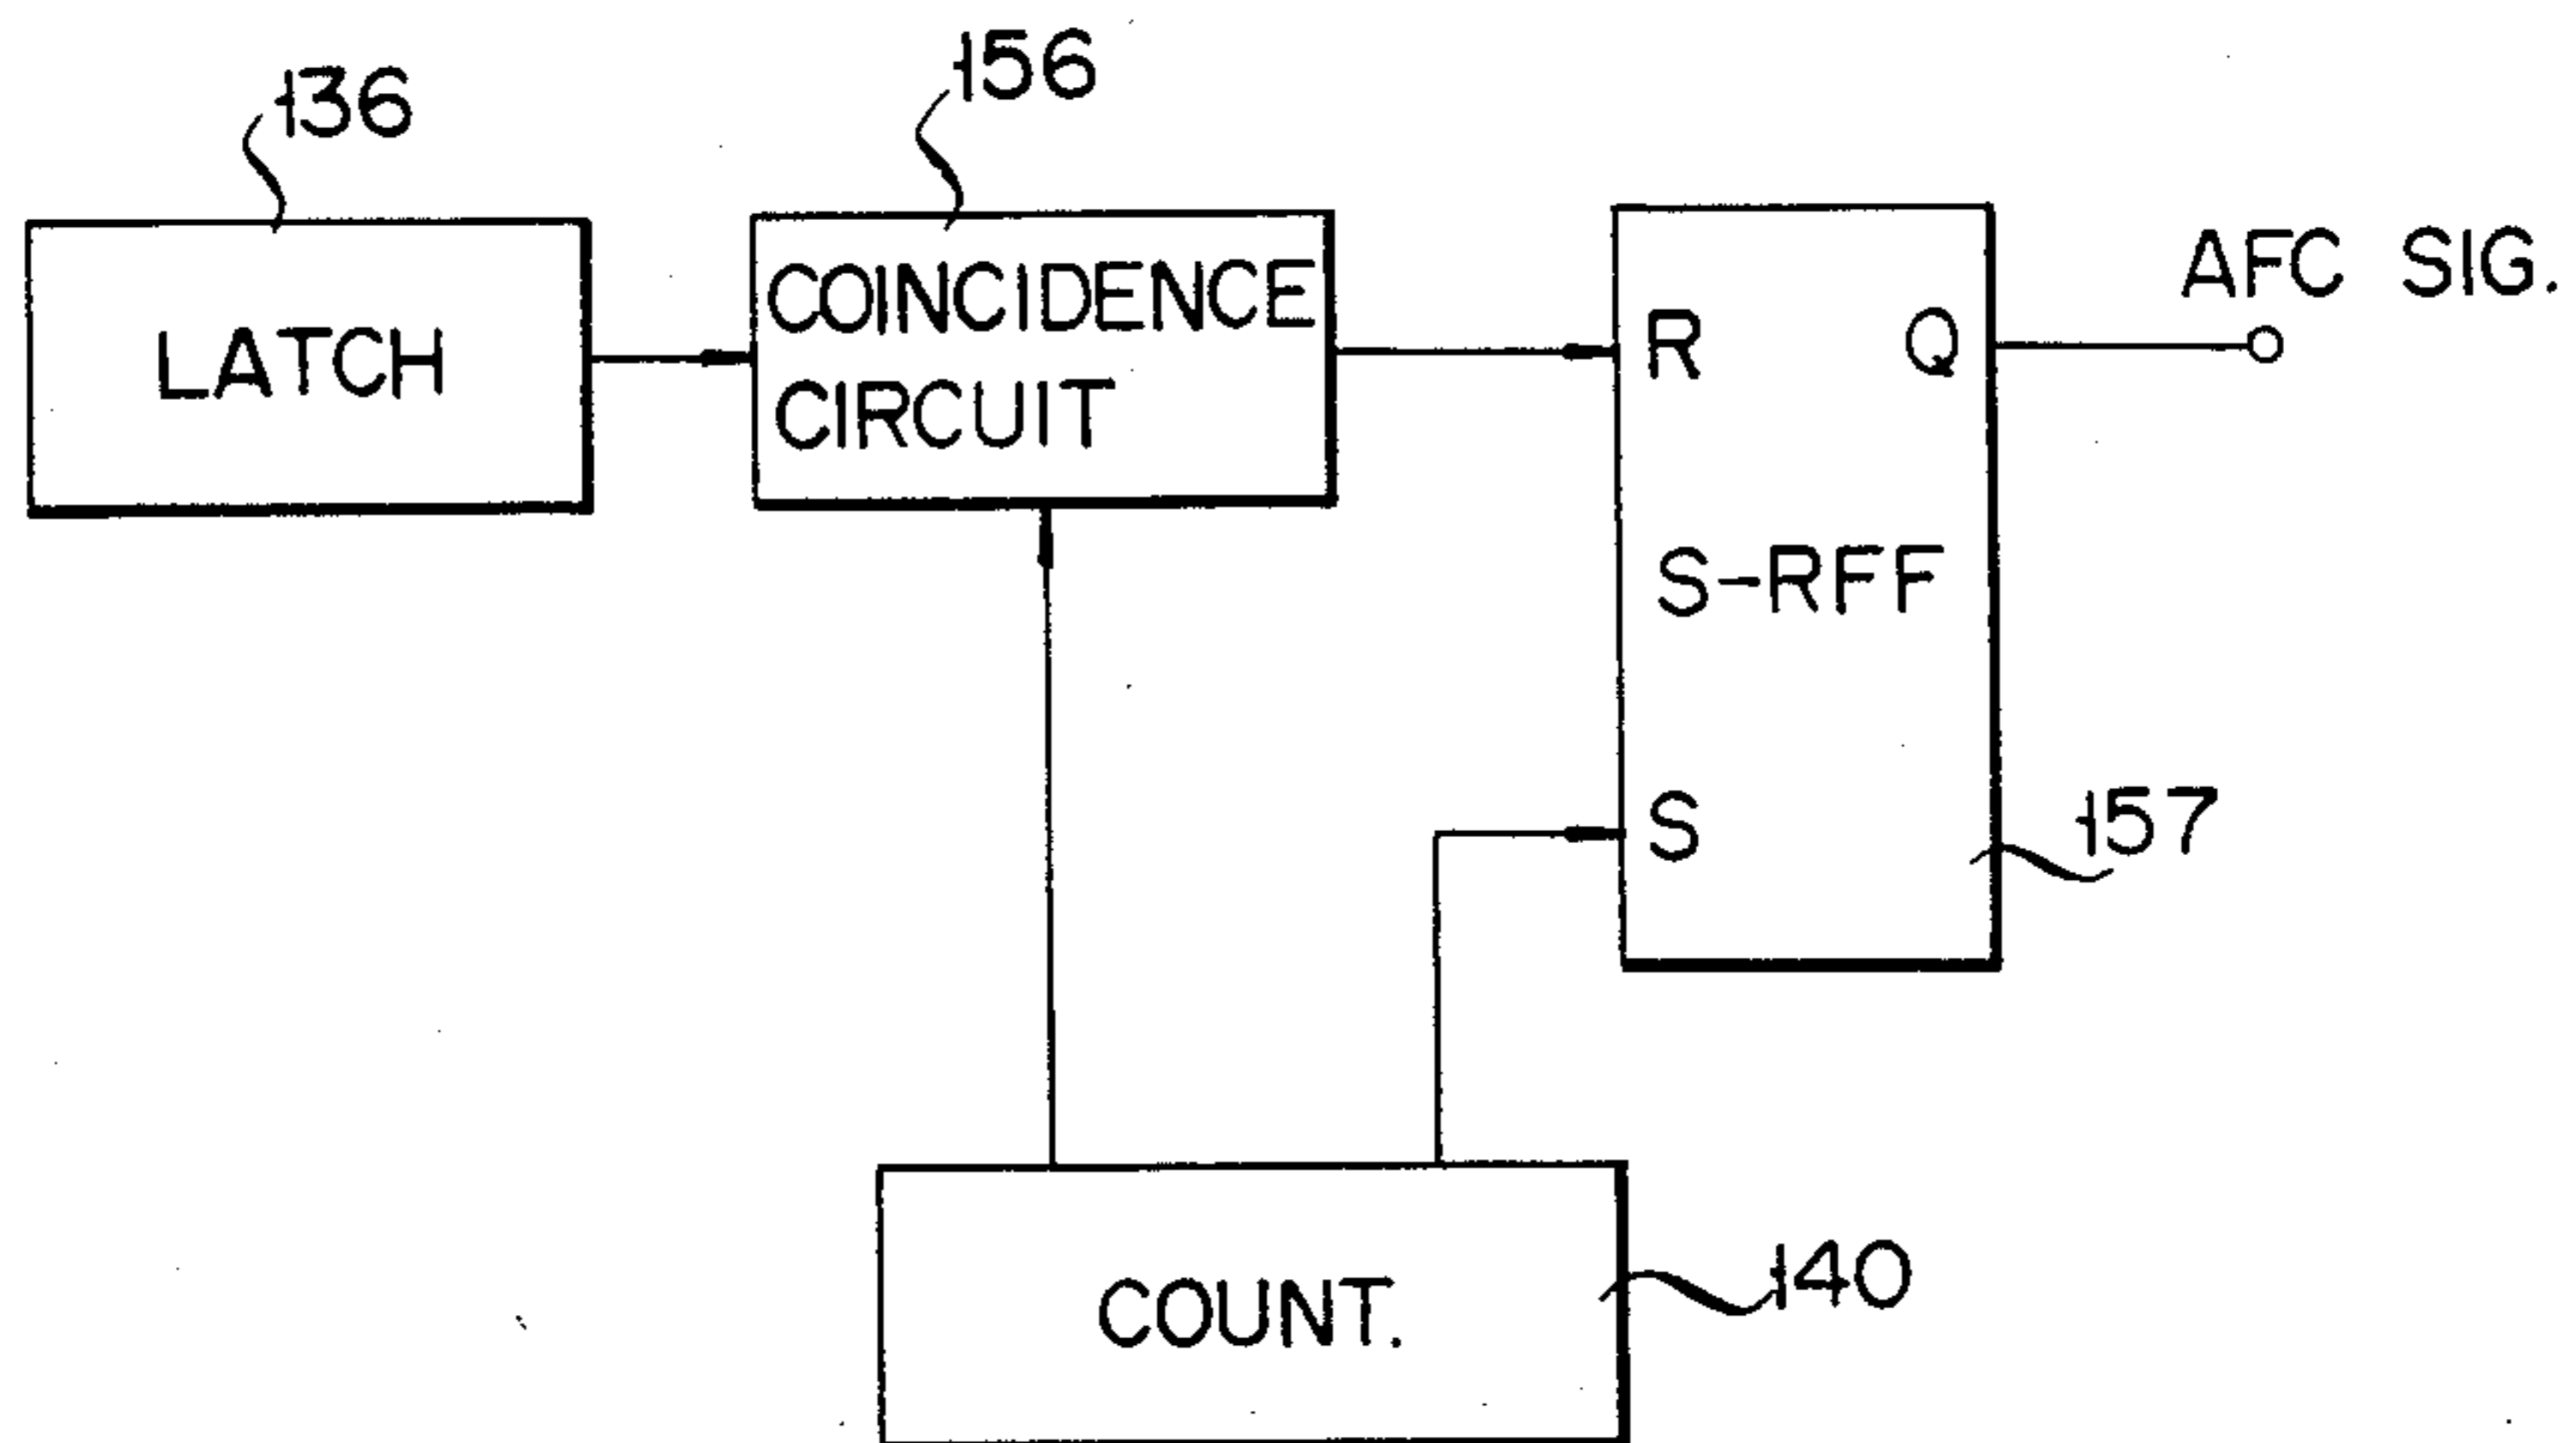 136
156
LATCH
COINCIDENCE
CIRCUIT
R
Q
AFC SIG.
S-RFF
S
157
COUNT.
140